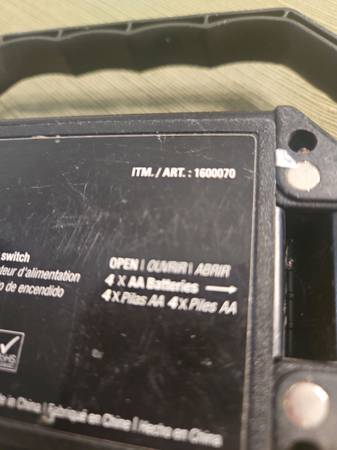 ITM. / ART. : 1600070
switch
teur d'alimentation
de encendido
OPEN | OUVRIR | ABRIR
4 X AA Batteries →
4 X Pilas AA 4 X Piles AA
in China | Fabriqué en Chine | Hecho en China